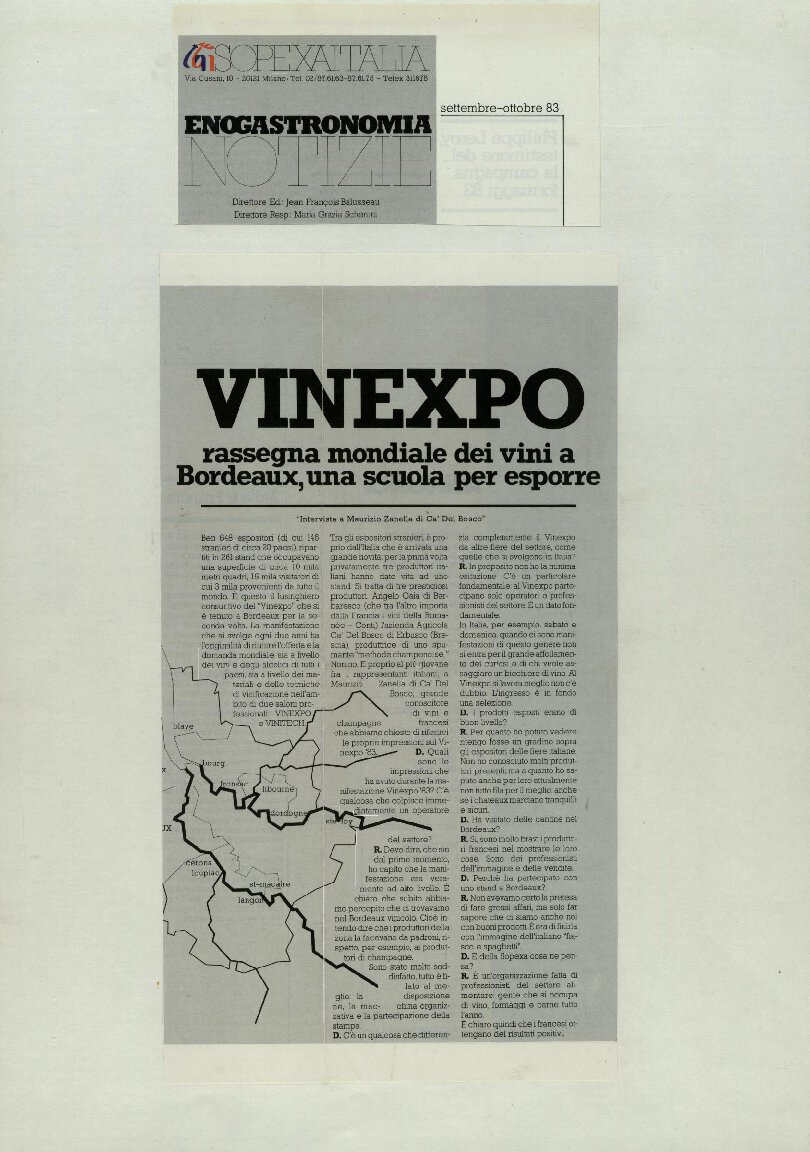 SOPEXA ITALIA
Via Cusani, 10 - 20121 Milano - Tel. 02/87.61.63-87.61.75 - Telex 311678
settembre-ottobre 83
ENOGASTRONOMIA
NOTIZIE
Direttore Ed.: Jean François Balusseau
Direttore Resp.: Maria Grazia Schenini
VINEXPO
rassegna mondiale dei vini a
Bordeaux, una scuola per esporre
"Interviste a Maurizio Zanella di Ca' Del Bosco"
Ben 648 espositori (di cui 145
stranieri di circa 20 paesi), ripar-
titi in 261 stand che occupavano
una superficie di circa 10 mila
metri quadri, 15 mila visitatori di
cui 3 mila provenienti da tutto il
mondo. È questo il lusinghiero
consuntivo del "Vinexpo" che si
è tenuto a Bordeaux per la se-
conda volta. La manifestazione
che si svolge ogni due anni ha
l'originalità di riunire l'offerta e la
domanda mondiale, sia a livello
dei vini e degli alcolici di tutti i
paesi, sia a livello dei ma-
teriali e delle tecniche
di vinificazione nell'am-
bito di due saloni pro-
fessionali: VINEXPO
e VINITECH.
Tra gli espositori stranieri, è pro-
prio dall'Italia che è arrivata una
grande novità: per la prima volta
privatamente tre produttori ita-
liani hanno dato vita ad uno
stand. Si tratta di tre prestigiosi
produttori: Angelo Gaia di Bar-
baresco (che tra l'altro importa
dalla Francia i vini della Roma-
née - Conti) l'azienda Agricola
Ca' Del Bosco di Erbusco (Bre-
scia) produttrice di uno spu-
mante "methode champenoise."
Nonino. E proprio al più giovane
fra i rappresentanti italiani, a
Maurizio Zanella di Ca' Del
Bosco, grande
conoscitore
di vini e
champagne francesi
che abbiamo chiesto di riferirci
le proprie impressioni sul Vi-
nexpo '83.
D. Quali
sono le
impressioni che
ha avuto durante la ma-
nifestazione Vinexpo '83? C'è
qualcosa che colpisce imme-
diatamente un operatore
del settore?
R. Devo dire, che sin
dal primo momento,
ho capito che la mani-
festazione era vera-
mente ad alto livello. È
chiaro che subito abbia-
mo percepito che ci trovavamo
nel Bordeaux vinicolo. Cioè in-
tendo dire che i produttori della
zona la facevano da padroni, ri-
spetto, per esempio, ai produt-
tori di champagne.
Sono stato molto sod-
disfatto, tutto è fi-
lato al me-
glio: la disposizione
ne, la macchina organiz-
zativa e la partecipazione della
stampa.
D. C'è un qualcosa che differen-
zia completamente il Vinexpo
da altre fiere del settore, come
quelle che si svolgono in Italia?
R. In proposito non ho la minima
esitazione. C'è un particolare
fondamentale: al Vinexpo parte-
cipano solo operatori o profes-
sionisti del settore. È un dato fon-
damentale.
In Italia, per esempio, sabato e
domenica, quando ci sono mani-
festazioni di questo genere non
si entra per il grande affollamen-
to dei curiosi o di chi vuole as-
saggiare un bicchiere di vino. Al
Vinexpo si lavora meglio non c'è
dubbio. L'ingresso è in fondo
una selezione.
D. I prodotti esposti erano di
buon livello?
R. Per quanto ho potuto vedere
ritengo fosse un gradino sopra
gli espositori delle fiere italiane.
Non ho conosciuto molti produt-
tori presenti, ma a quanto ho sa-
puto anche per loro attualmente
non tutto fila per il meglio, anche
se i chateaux marciano tranquilli
e sicuri.
D. Ha visitato delle cantine nel
Bordeaux?
R. Si, sono molto bravi i produtto-
ri francesi nel mostrare le loro
cose. Sono dei professionisti
dell'immagine e delle vendite.
D. Perchè ha partecipato con
uno stand a Bordeaux?
R. Non avevamo certo la pretesa
di fare grossi affari, ma solo far
sapere che ci siamo anche noi
con buoni prodotti. È ora di finirla
con l'immagine dell'italiano "fia-
sco e spaghetti".
D. E della Sopexa cosa ne pen-
sa?
R. È un'organizzazione fatta di
professionisti del settore ali-
mentare: gente che si occupa
di vino, formaggi e carne tutto
l'anno.
È chiaro quindi che i francesi ot-
tengano dei risultati positivi.
blaye
bourg
fronsac
libourne
dordogne
ste-foy
cerons
loupiac
st-macaire
langon